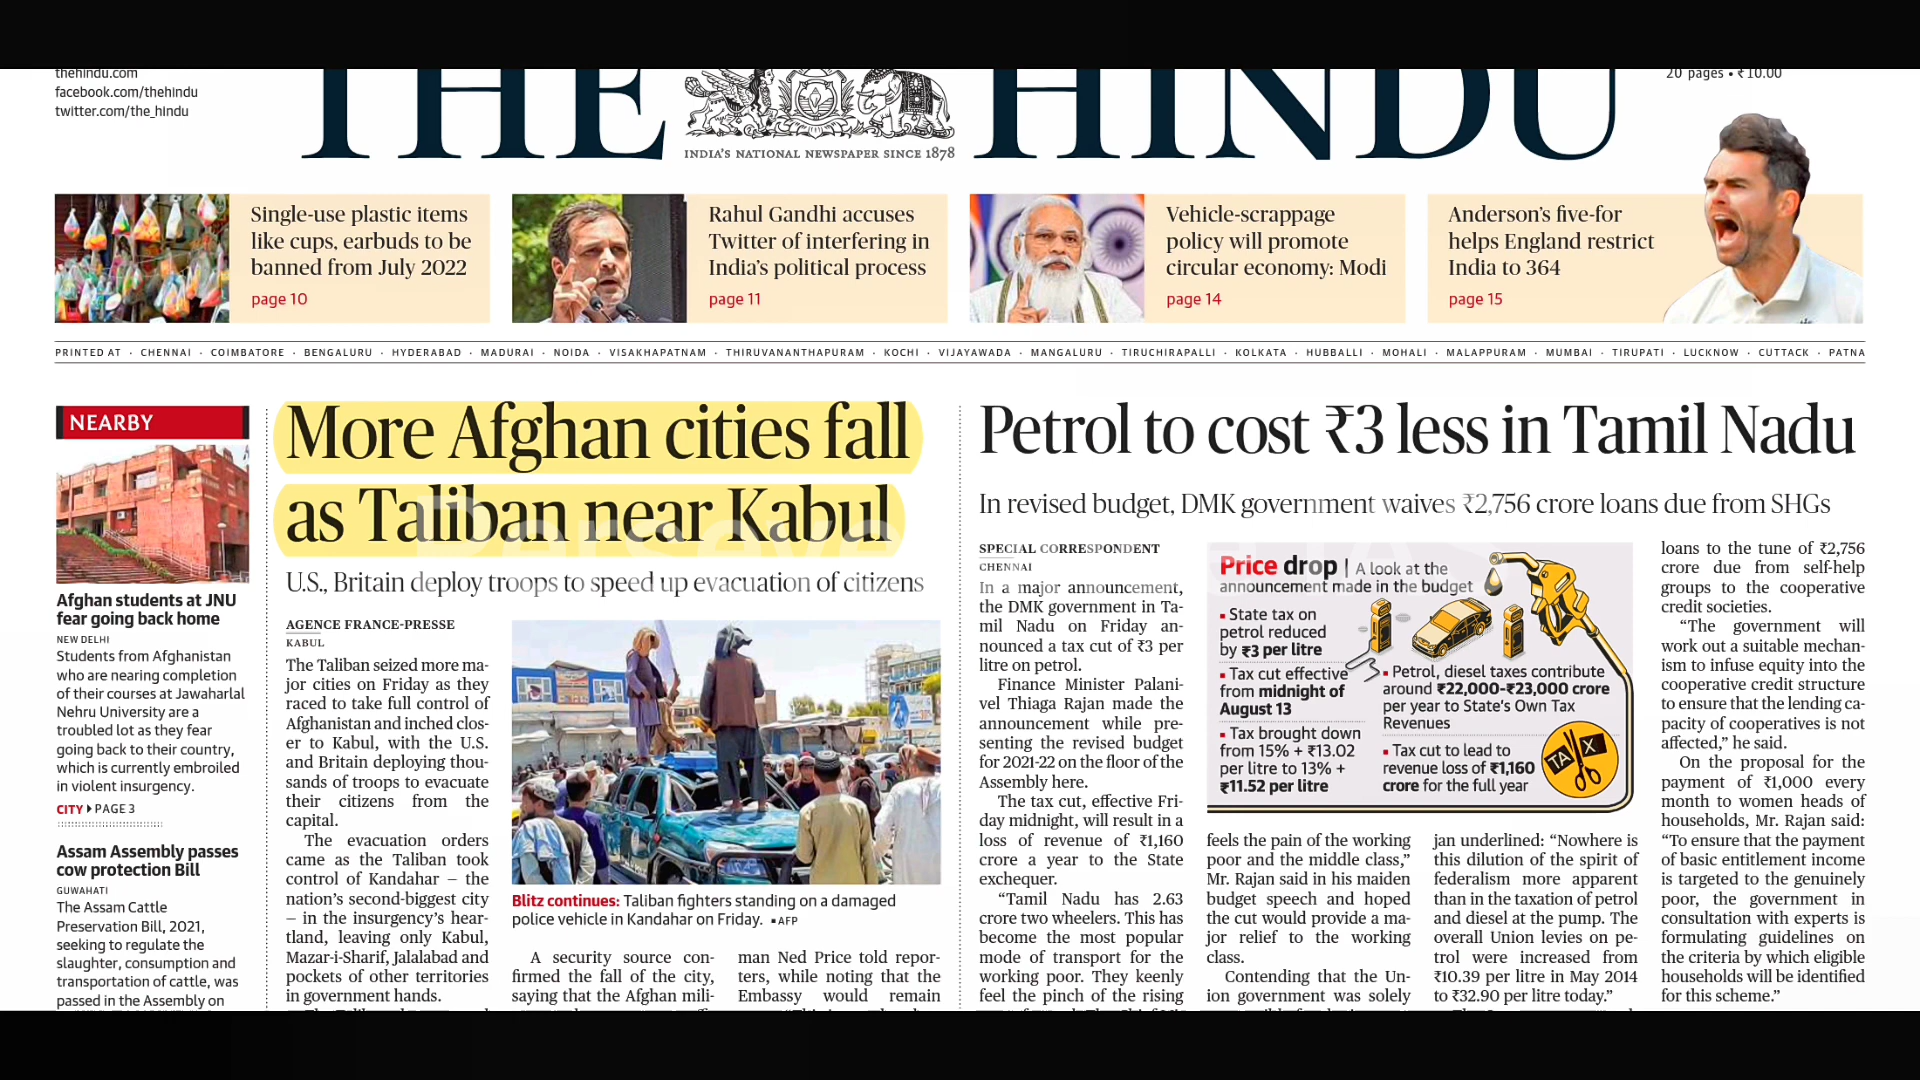 thehindu.com
facebook.com/thehindu
twitter.com/the_hindu
THE HINDU
INDIA'S NATIONAL NEWSPAPER SINCE 1878
20 pages • ₹10.00
Single-use plastic items
like cups, earbuds to be
banned from July 2022
page 10
Rahul Gandhi accuses
Twitter of interfering in
India's political process
page 11
Vehicle-scrappage
policy will promote
circular economy: Modi
page 14
Anderson's five-for
helps England restrict
India to 364
page 15
PRINTED AT · CHENNAI · COIMBATORE · BENGALURU · HYDERABAD · MADURAI · NOIDA · VISAKHAPATNAM · THIRUVANANTHAPURAM · KOCHI · VIJAYAWADA · MANGALURU · TIRUCHIRAPALLI · KOLKATA · HUBBALLI · MOHALI · MALAPPURAM · MUMBAI · TIRUPATI · LUCKNOW · CUTTACK · PATNA
NEARBY
Afghan students at JNU
fear going back home
NEW DELHI
Students from Afghanistan
who are nearing completion
of their courses at Jawaharlal
Nehru University are a
troubled lot as they fear
going back to their country,
which is currently embroiled
in violent insurgency.
CITY ▸ PAGE 3
Assam Assembly passes
cow protection Bill
GUWAHATI
The Assam Cattle
Preservation Bill, 2021,
seeking to regulate the
slaughter, consumption and
transportation of cattle, was
passed in the Assembly on
More Afghan cities fall
as Taliban near Kabul
U.S., Britain deploy troops to speed up evacuation of citizens
AGENCE FRANCE-PRESSE
KABUL
The Taliban seized more ma-
jor cities on Friday as they
raced to take full control of
Afghanistan and inched clos-
er to Kabul, with the U.S.
and Britain deploying thou-
sands of troops to evacuate
their citizens from the
capital.
The evacuation orders
came as the Taliban took
control of Kandahar – the
nation's second-biggest city
– in the insurgency's hear-
tland, leaving only Kabul,
Mazar-i-Sharif, Jalalabad and
pockets of other territories
in government hands.
Blitz continues: Taliban fighters standing on a damaged
police vehicle in Kandahar on Friday. ▪AFP
A security source con-
firmed the fall of the city,
saying that the Afghan mili-
man Ned Price told repor-
ters, while noting that the
Embassy would remain
Petrol to cost ₹3 less in Tamil Nadu
In revised budget, DMK government waives ₹2,756 crore loans due from SHGs
SPECIAL CORRESPONDENT
CHENNAI
In a major announcement,
the DMK government in Ta-
mil Nadu on Friday an-
nounced a tax cut of ₹3 per
litre on petrol.
Finance Minister Palani-
vel Thiaga Rajan made the
announcement while pre-
senting the revised budget
for 2021-22 on the floor of the
Assembly here.
The tax cut, effective Fri-
day midnight, will result in a
loss of revenue of ₹1,160
crore a year to the State
exchequer.
“Tamil Nadu has 2.63
crore two wheelers. This has
become the most popular
mode of transport for the
working poor. They keenly
feel the pinch of the rising
Price drop | A look at the
announcement made in the budget
▪ State tax on
petrol reduced
by ₹3 per litre
▪ Tax cut effective
from midnight of
August 13
▪ Tax brought down
from 15% + ₹13.02
per litre to 13% +
₹11.52 per litre
▪ Petrol, diesel taxes contribute
around ₹22,000-₹23,000 crore
per year to State's Own Tax
Revenues
▪ Tax cut to lead to
revenue loss of ₹1,160
crore for the full year
TAX
feels the pain of the working
poor and the middle class,”
Mr. Rajan said in his maiden
budget speech and hoped
the cut would provide a ma-
jor relief to the working
class.
Contending that the Un-
ion government was solely
jan underlined: “Nowhere is
this dilution of the spirit of
federalism more apparent
than in the taxation of petrol
and diesel at the pump. The
overall Union levies on pe-
trol were increased from
₹10.39 per litre in May 2014
to ₹32.90 per litre today.”
loans to the tune of ₹2,756
crore due from self-help
groups to the cooperative
credit societies.
“The government will
work out a suitable mechan-
ism to infuse equity into the
cooperative credit structure
to ensure that the lending ca-
pacity of cooperatives is not
affected,” he said.
On the proposal for the
payment of ₹1,000 every
month to women heads of
households, Mr. Rajan said:
“To ensure that the payment
of basic entitlement income
is targeted to the genuinely
poor, the government in
consultation with experts is
formulating guidelines on
the criteria by which eligible
households will be identified
for this scheme.”